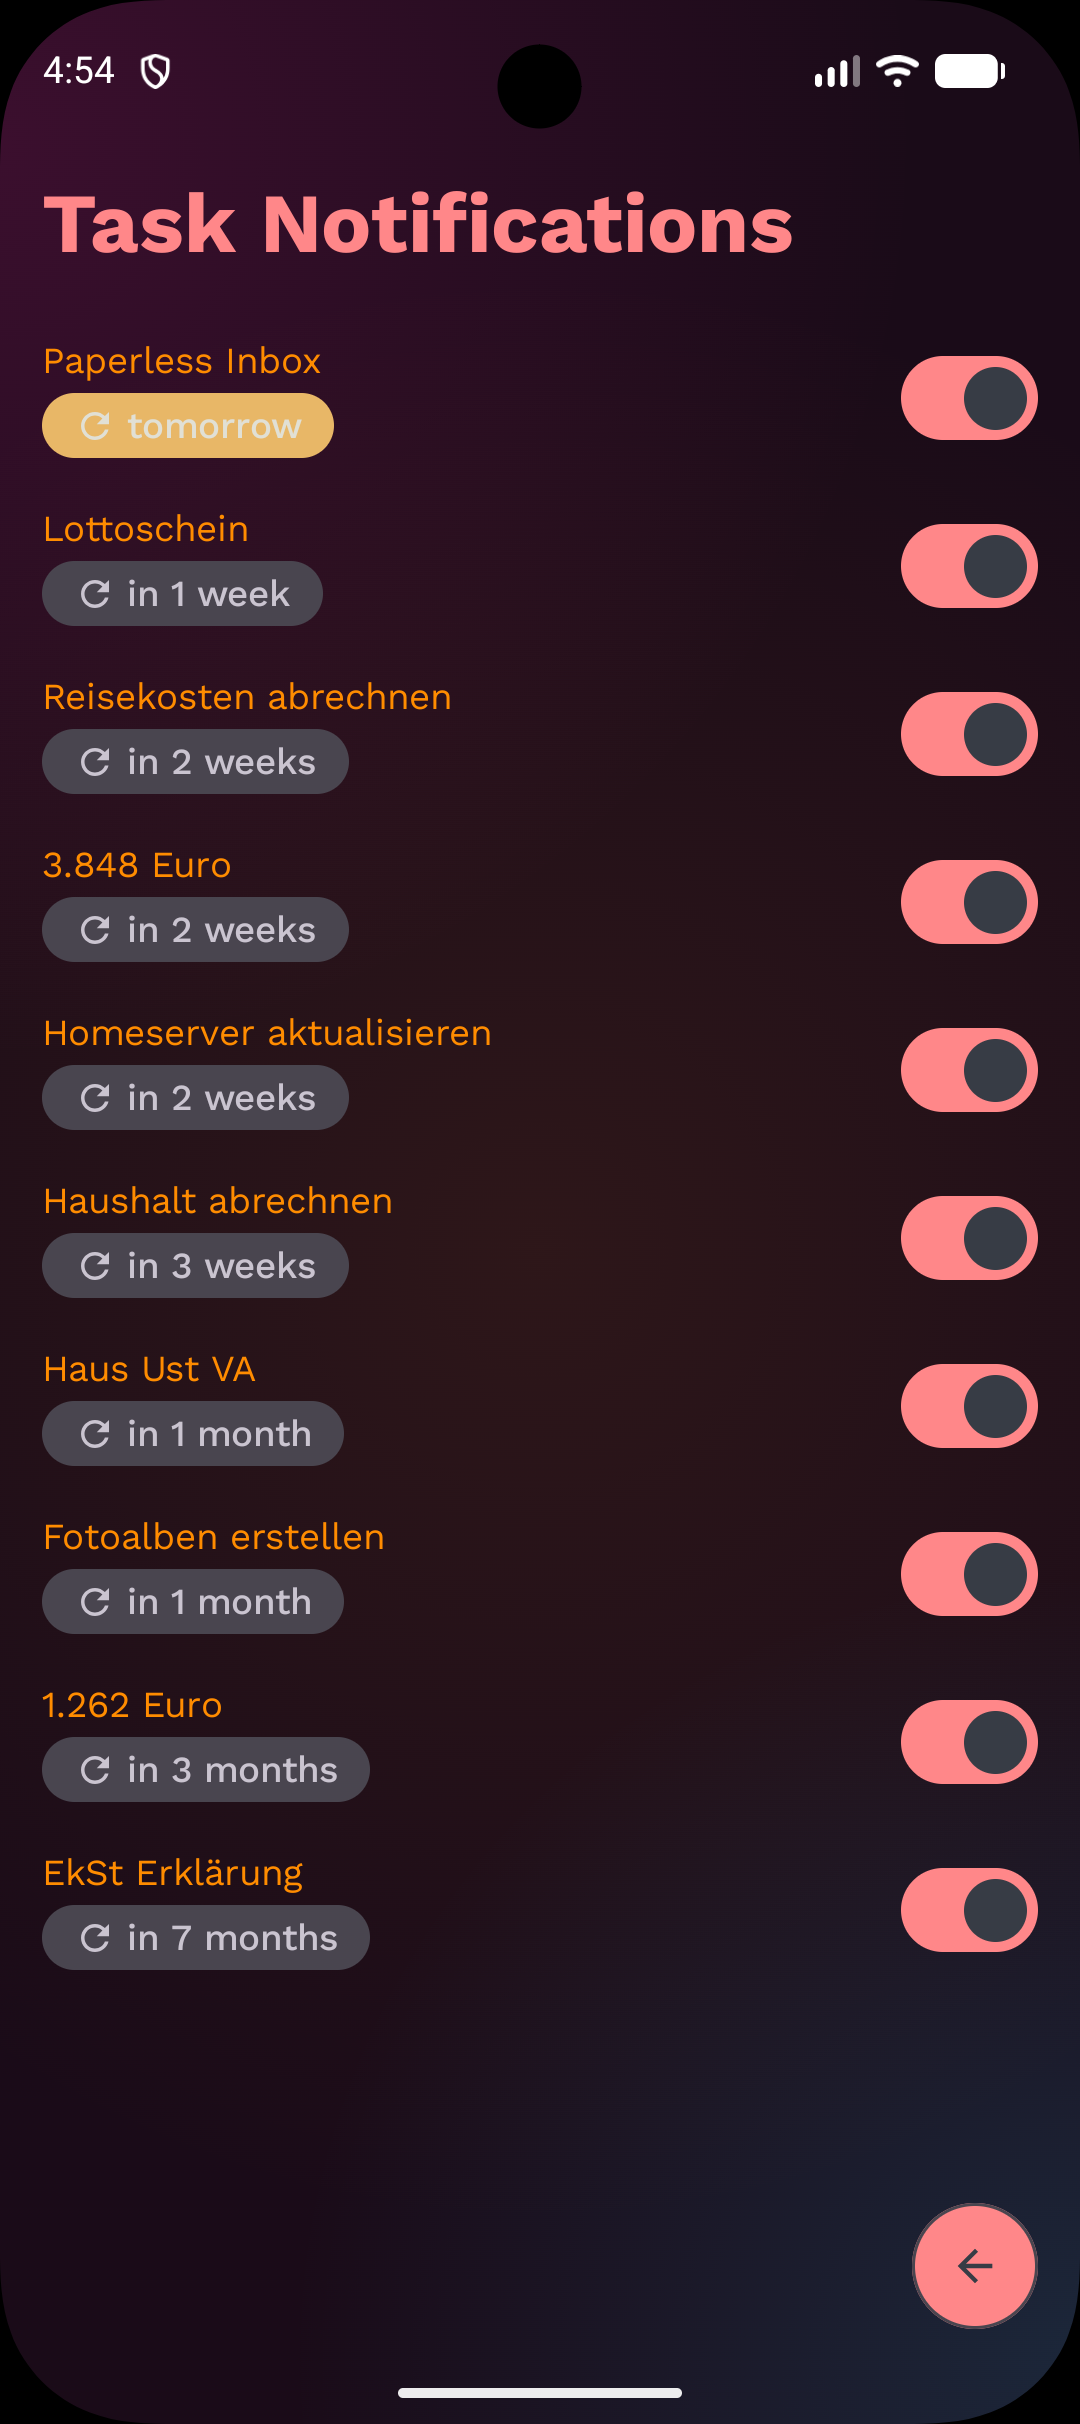 4:54
Task Notifications
Paperless Inbox
tomorrow
Lottoschein
in 1 week
Reisekosten abrechnen
in 2 weeks
3.848 Euro
in 2 weeks
Homeserver aktualisieren
in 2 weeks
Haushalt abrechnen
in 3 weeks
Haus Ust VA
in 1 month
Fotoalben erstellen
in 1 month
1.262 Euro
in 3 months
EkSt Erklärung
in 7 months